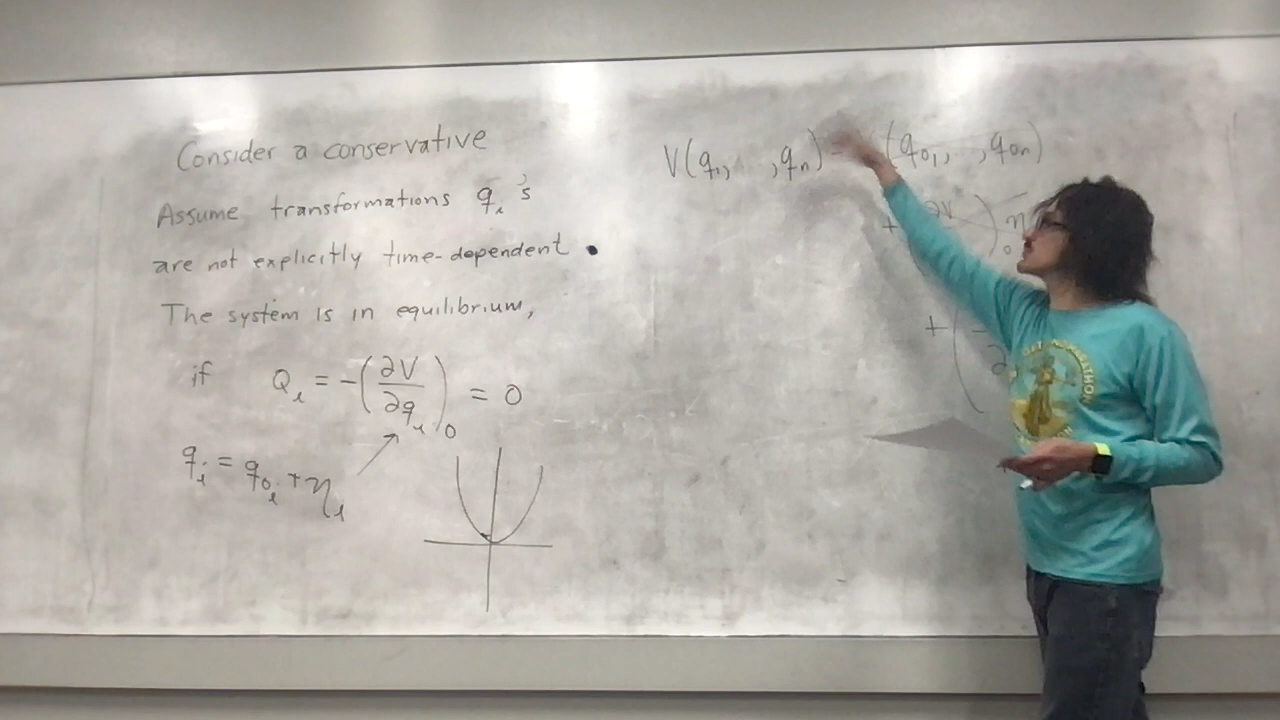 Consider a conservative
Assume transformations qᵢ's
are not explicitly time-dependent.
The system is in equilibrium,
if Qᵢ = -(∂V/∂qᵢ)₀ = 0
qᵢ = q₀ᵢ + ηᵢ
V(q₁, ,qₙ) = (q₀₁, ,q₀ₙ)
+ ∂V )₀ η
+ ( ∂